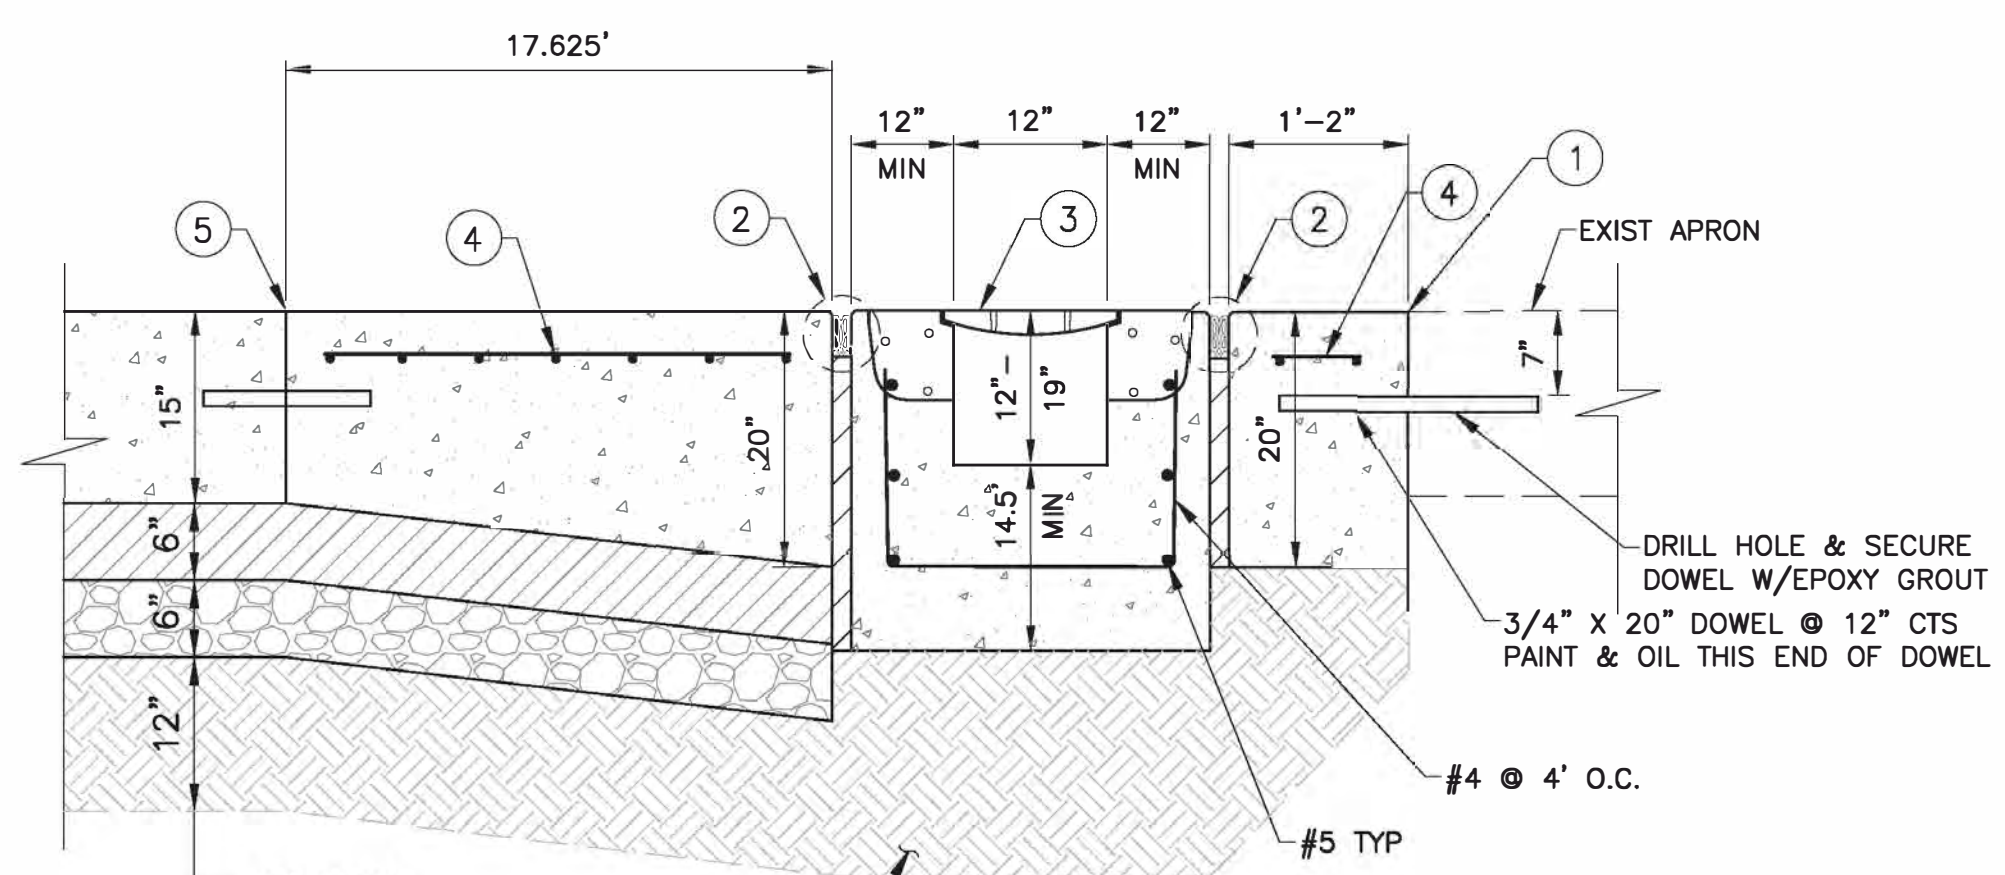 17.625'
12" 12" 12" 1'-2"
MIN MIN
1
2 3 4 2
5 4
EXIST APRON
15" 20" 12"- 19" 20" 7"
6" 14.5' MIN
6"
12"
DRILL HOLE & SECURE
DOWEL W/EPOXY GROUT
3/4" X 20" DOWEL @ 12" CTS
PAINT & OIL THIS END OF DOWEL
#4 @ 4' O.C.
#5 TYP